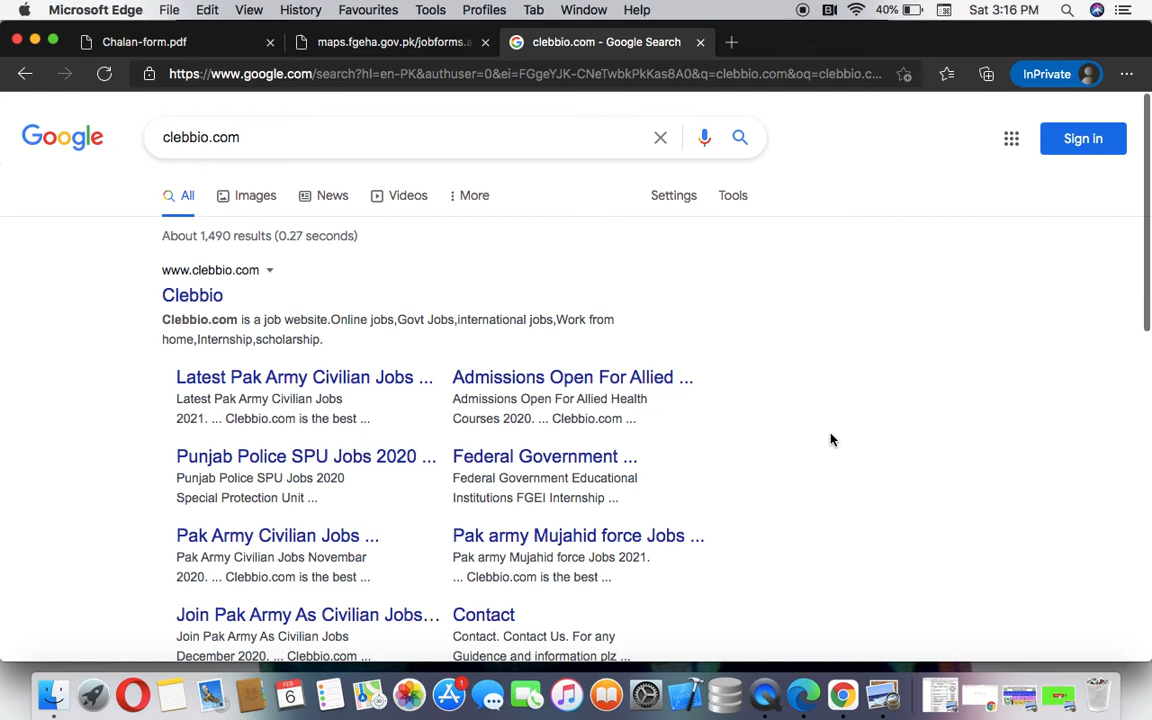 Microsoft Edge File Edit View History Favourites Tools Profiles Tab Window Help 40% Sat 3:16 PM
Chalan-form.pdf maps.fgeha.gov.pk/jobforms.a clebbio.com - Google Search
https://www.google.com/search?hl=en-PK&authuser=0&ei=FGgeYJK-CNeTwbkPkKas8A0&q=clebbio.com&oq=clebbio.c... InPrivate
Google clebbio.com Sign in
All Images News Videos More Settings Tools
About 1,490 results (0.27 seconds)
www.clebbio.com
Clebbio
Clebbio.com is a job website.Online jobs,Govt Jobs,international jobs,Work from
home,Internship,scholarship.
Latest Pak Army Civilian Jobs ...
Latest Pak Army Civilian Jobs
2021. ... Clebbio.com is the best ...
Admissions Open For Allied ...
Admissions Open For Allied Health
Courses 2020. ... Clebbio.com ...
Punjab Police SPU Jobs 2020 ...
Punjab Police SPU Jobs 2020
Special Protection Unit ...
Federal Government ...
Federal Government Educational
Institutions FGEI Internship ...
Pak Army Civilian Jobs ...
Pak Army Civilian Jobs Novembar
2020. ... Clebbio.com is the best ...
Pak army Mujahid force Jobs ...
Pak army Mujahid force Jobs 2021.
... Clebbio.com is the best ...
Join Pak Army As Civilian Jobs...
Join Pak Army As Civilian Jobs
December 2020. ... Clebbio.com ...
Contact
Contact. Contact Us. For any
Guidence and information plz ...
FEB
6
1